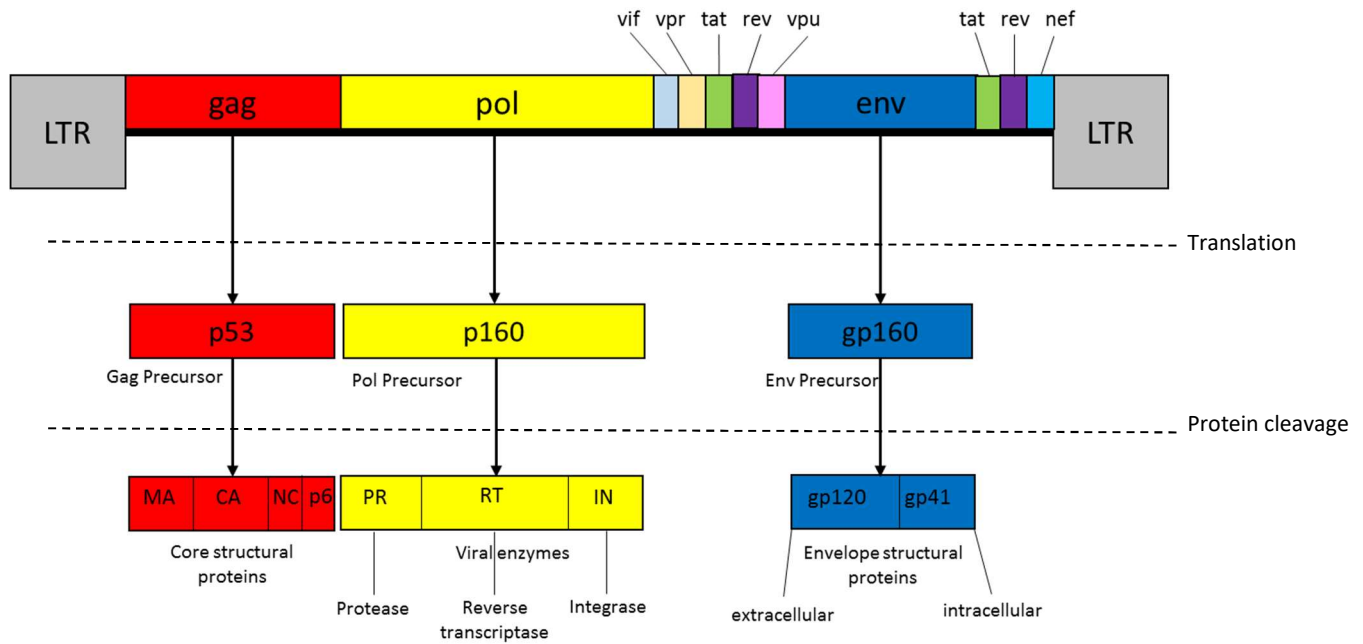 vif vpr tat rev vpu tat rev nef
LTR gag pol env LTR
Translation
p53 p160 gp160
Gag Precursor Pol Precursor Env Precursor
Protein cleavage
MA CA NC p6 PR RT IN gp120 gp41
Core structural
proteins
Viral enzymes
Envelope structural
proteins
Protease
Reverse
transcriptase
Integrase
extracellular
intracellular